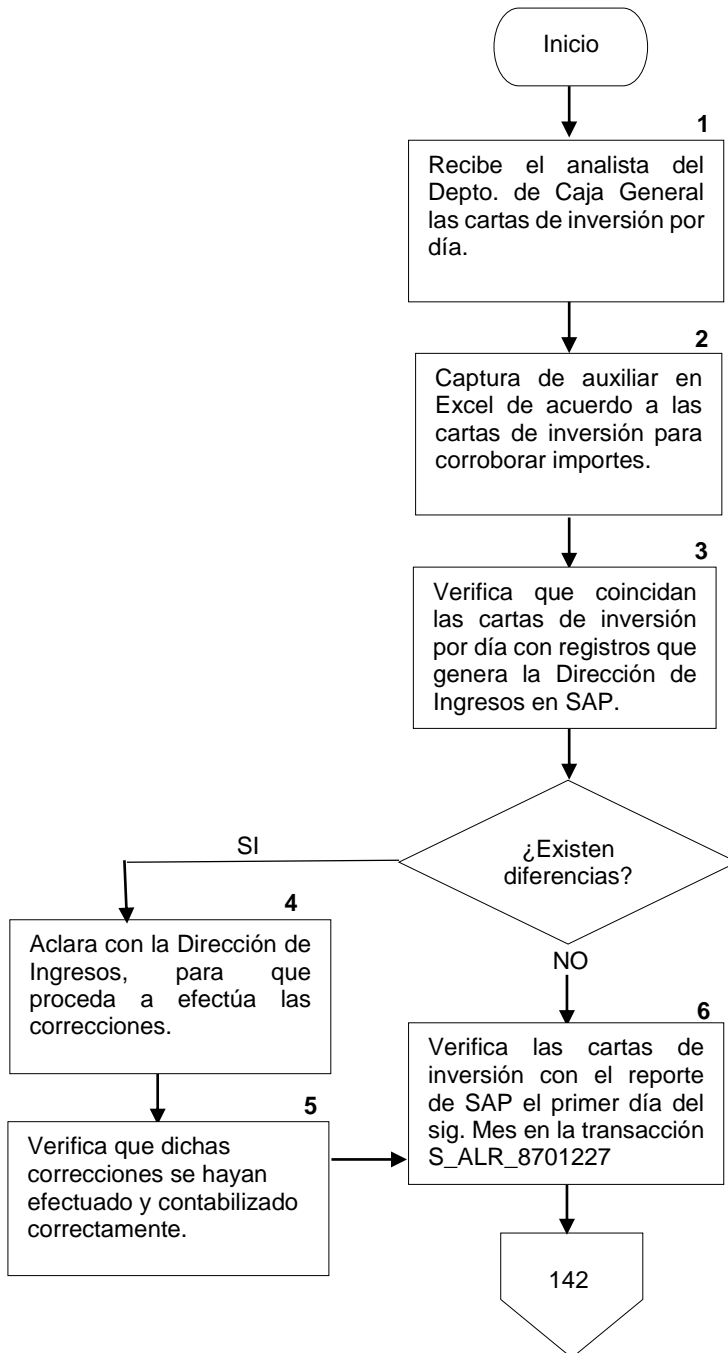 Inicio
1
Recibe el analista del
Depto. de Caja General
las cartas de inversión por
día.
2
Captura de auxiliar en
Excel de acuerdo a las
cartas de inversión para
corroborar importes.
3
Verifica que coincidan
las cartas de inversión
por día con registros que
genera la Dirección de
Ingresos en SAP.
¿Existen
diferencias?
SI
NO
4
Aclara con la Dirección de
Ingresos, para que
proceda a efectúa las
correcciones.
5
Verifica que dichas
correcciones se hayan
efectuado y contabilizado
correctamente.
6
Verifica las cartas de
inversión con el reporte
de SAP el primer día del
sig. Mes en la transacción
S_ALR_8701227
142